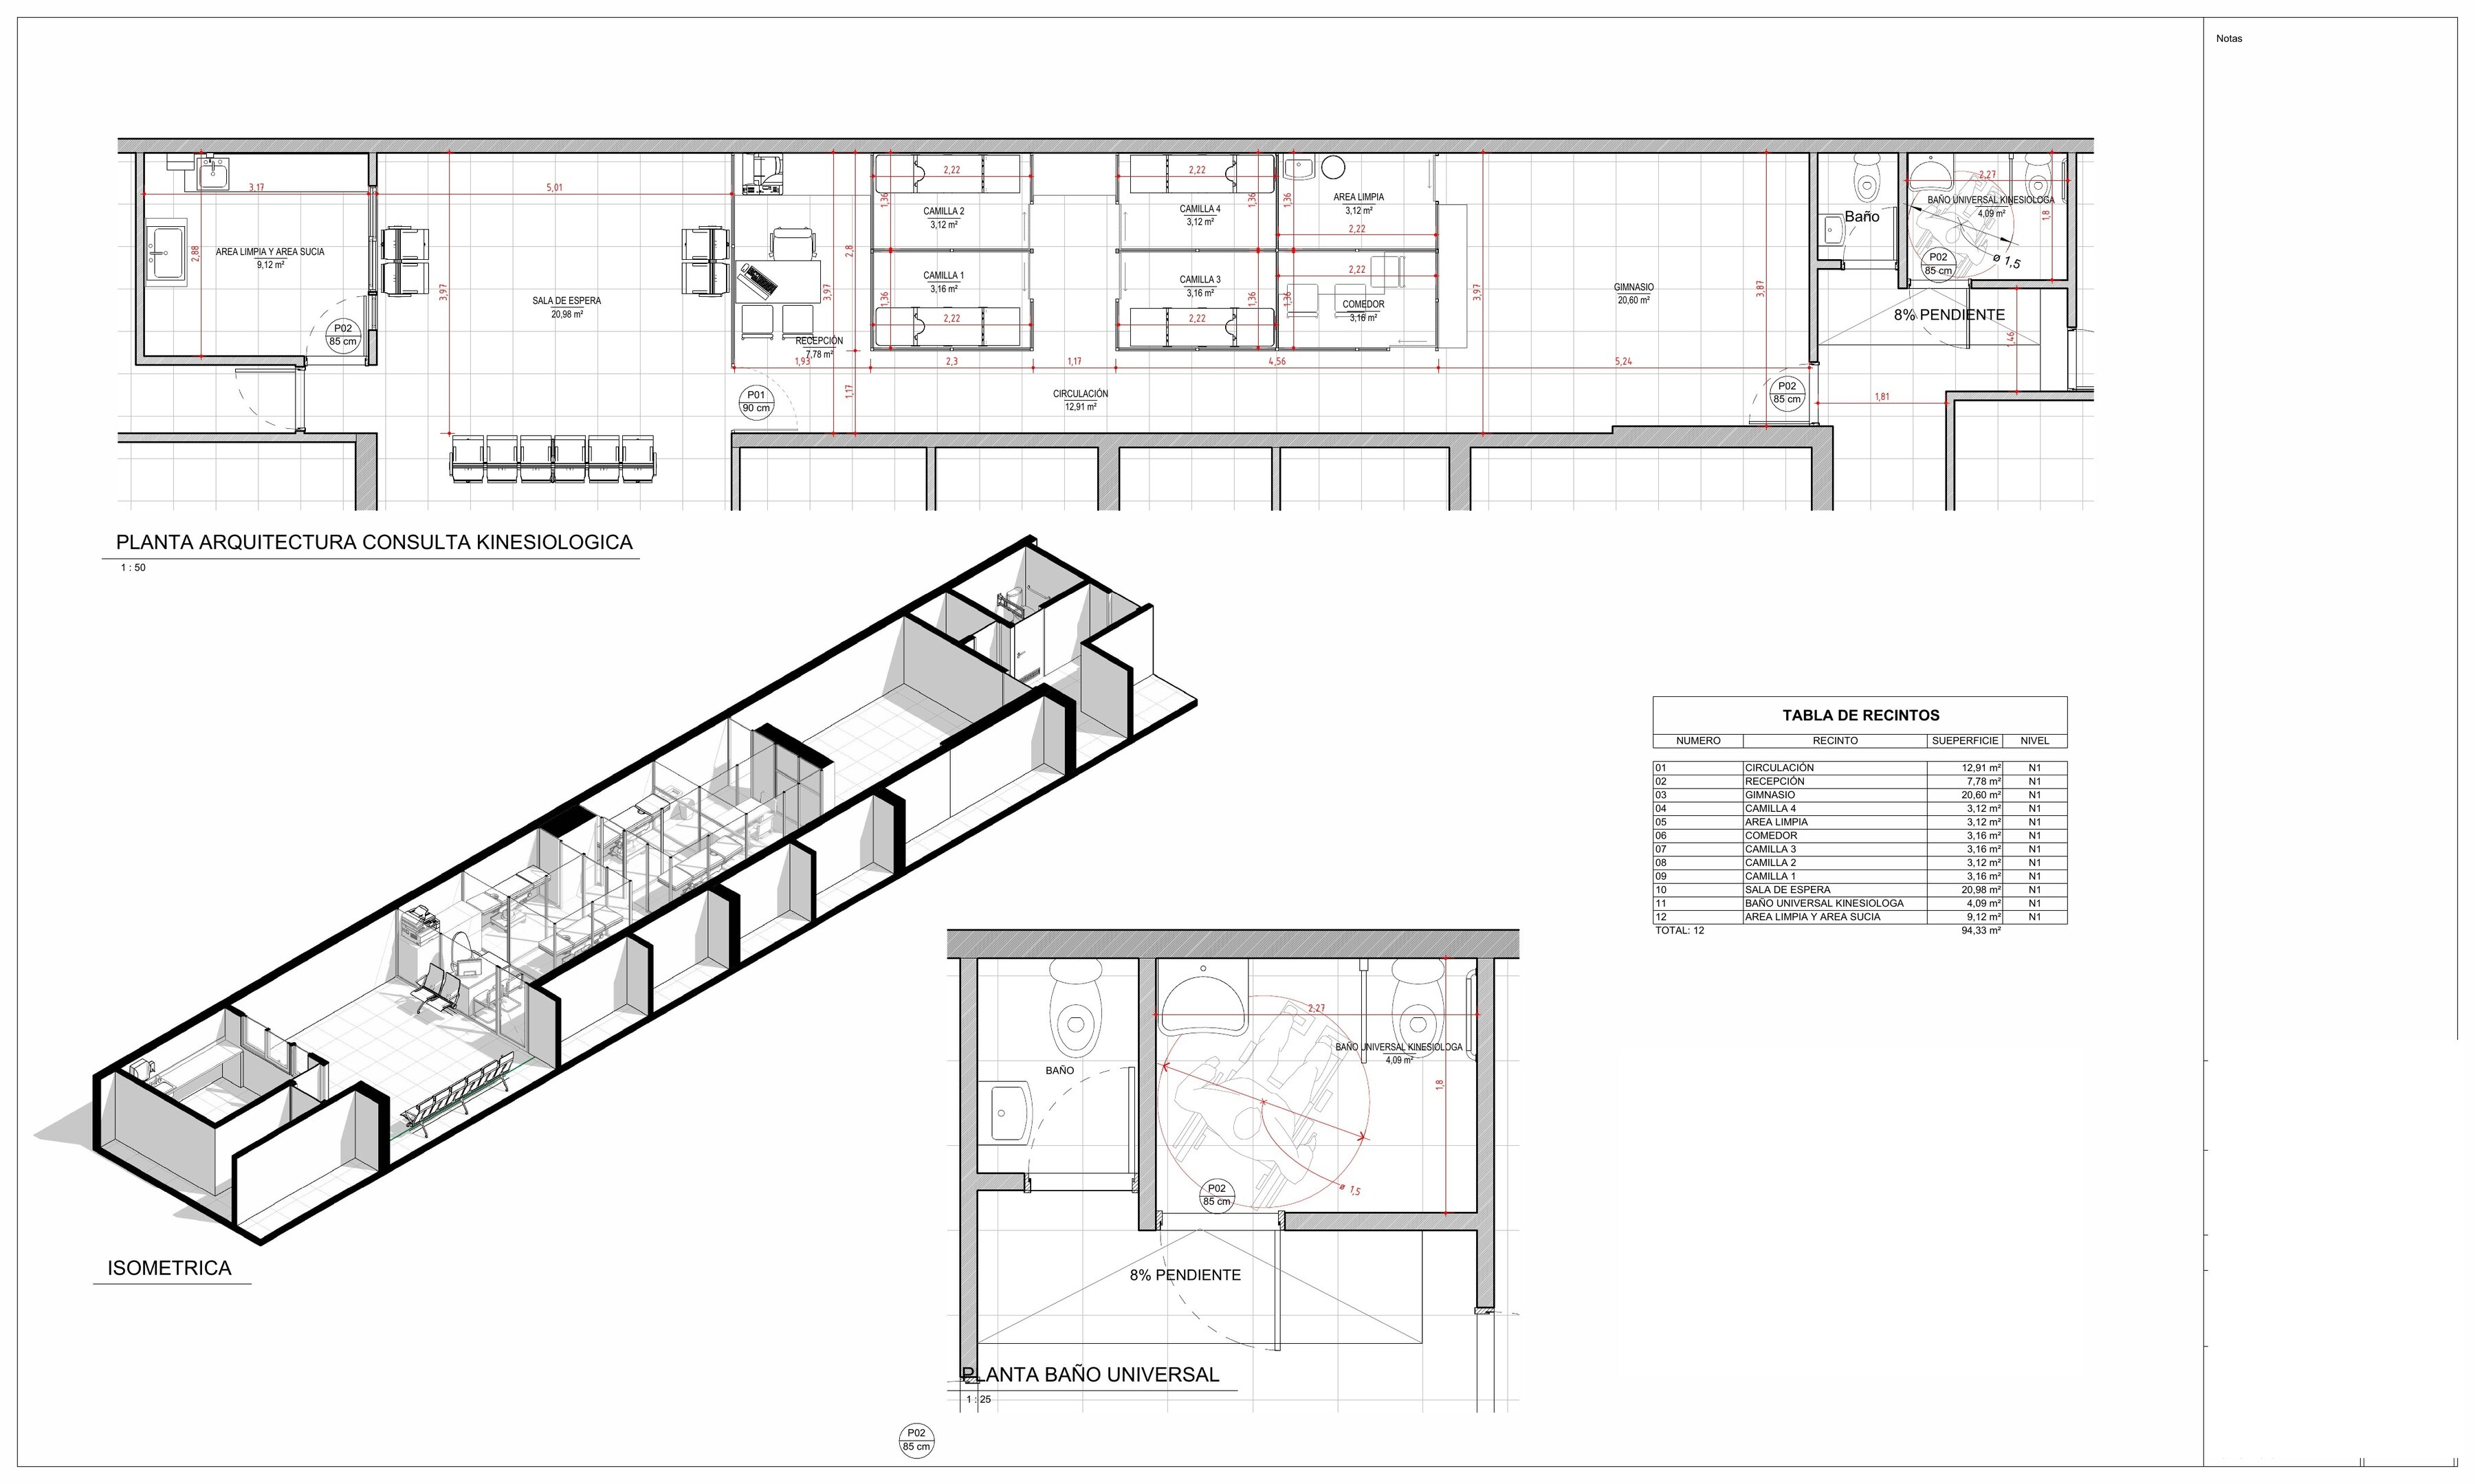 Notas
3,17
5,01
2,88
3,97
AREA LIMPIA Y AREA SUCIA
9,12 m²
P02
85 cm
SALA DE ESPERA
20,98 m²
RECEPCIÓN
7,78 m²
1,93
2,8
3,97
1,17
P01
90 cm
2,22
1,36
CAMILLA 2
3,12 m²
CAMILLA 1
3,16 m²
1,36
2,22
2,3
1,17
CIRCULACIÓN
12,91 m²
2,22
1,36
1,36
CAMILLA 4
3,12 m²
CAMILLA 3
3,16 m²
1,36
1,36
2,22
4,56
AREA LIMPIA
3,12 m²
2,22
2,22
COMEDOR
3,16 m²
3,97
GIMNASIO
20,60 m²
5,24
3,87
P02
85 cm
Baño
2,27
BAÑO UNIVERSAL KINESIOLOGA
4,09 m²
1,8
ø 1,5
P02
85 cm
8% PENDIENTE
1,46
1,81
PLANTA ARQUITECTURA CONSULTA KINESIOLOGICA
1 : 50
ISOMETRICA
TABLA DE RECINTOS
NUMERO RECINTO SUEPERFICIE NIVEL
01 CIRCULACIÓN 12,91 m² N1
02 RECEPCIÓN 7,78 m² N1
03 GIMNASIO 20,60 m² N1
04 CAMILLA 4 3,12 m² N1
05 AREA LIMPIA 3,12 m² N1
06 COMEDOR 3,16 m² N1
07 CAMILLA 3 3,16 m² N1
08 CAMILLA 2 3,12 m² N1
09 CAMILLA 1 3,16 m² N1
10 SALA DE ESPERA 20,98 m² N1
11 BAÑO UNIVERSAL KINESIOLOGA 4,09 m² N1
12 AREA LIMPIA Y AREA SUCIA 9,12 m² N1
TOTAL: 12 94,33 m²
2,27
BAÑO UNIVERSAL KINESIOLOGA
4,09 m²
BAÑO
1,8
ø 1,5
P02
85 cm
8% PENDIENTE
PLANTA BAÑO UNIVERSAL
1 : 25
P02
85 cm